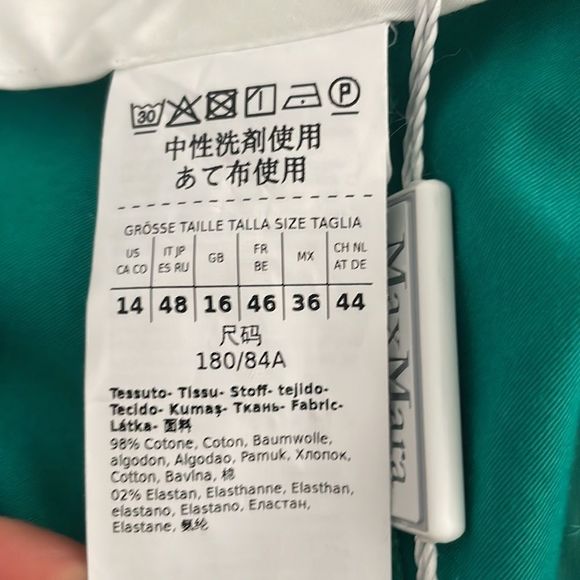 30 P
中性洗剤使用
あて布使用
GRÖSSE TAILLE TALLA SIZE TAGLIA
US CA CO | IT JP ES RU | GB | FR BE | MX | CH NL AT DE
14 | 48 | 16 | 46 | 36 | 44
尺码
180/84A
Tessuto- Tissu- Stoff- tejido-
Tecido- Kumaş- Ткань- Fabric-
Látka- 面料
98% Cotone, Coton, Baumwolle,
algodon, Algodao, Pamuk, Хлопок,
Cotton, Bavlna, 棉
02% Elastan, Elasthanne, Elasthan,
elastano, Elastano, Еластан,
Elastane, 氨纶
MaxMara